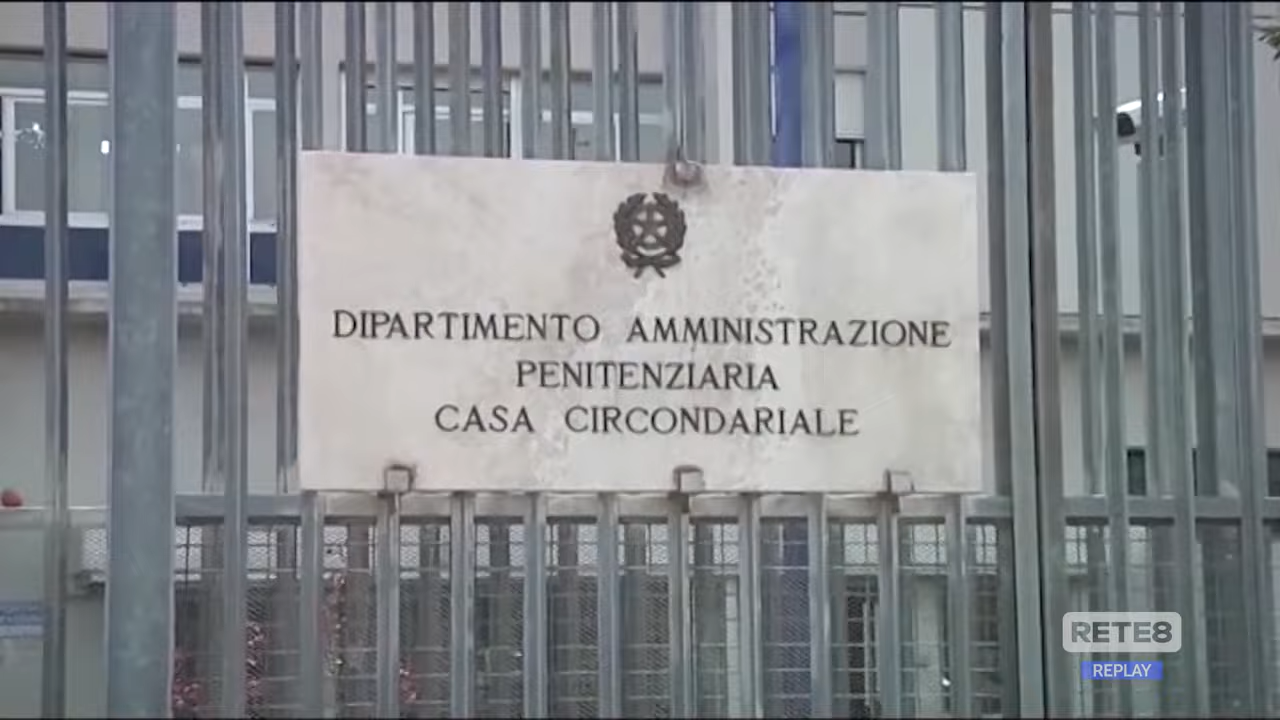 DIPARTIMENTO AMMINISTRAZIONE
PENITENZIARIA
CASA CIRCONDARIALE
RETE8
REPLAY